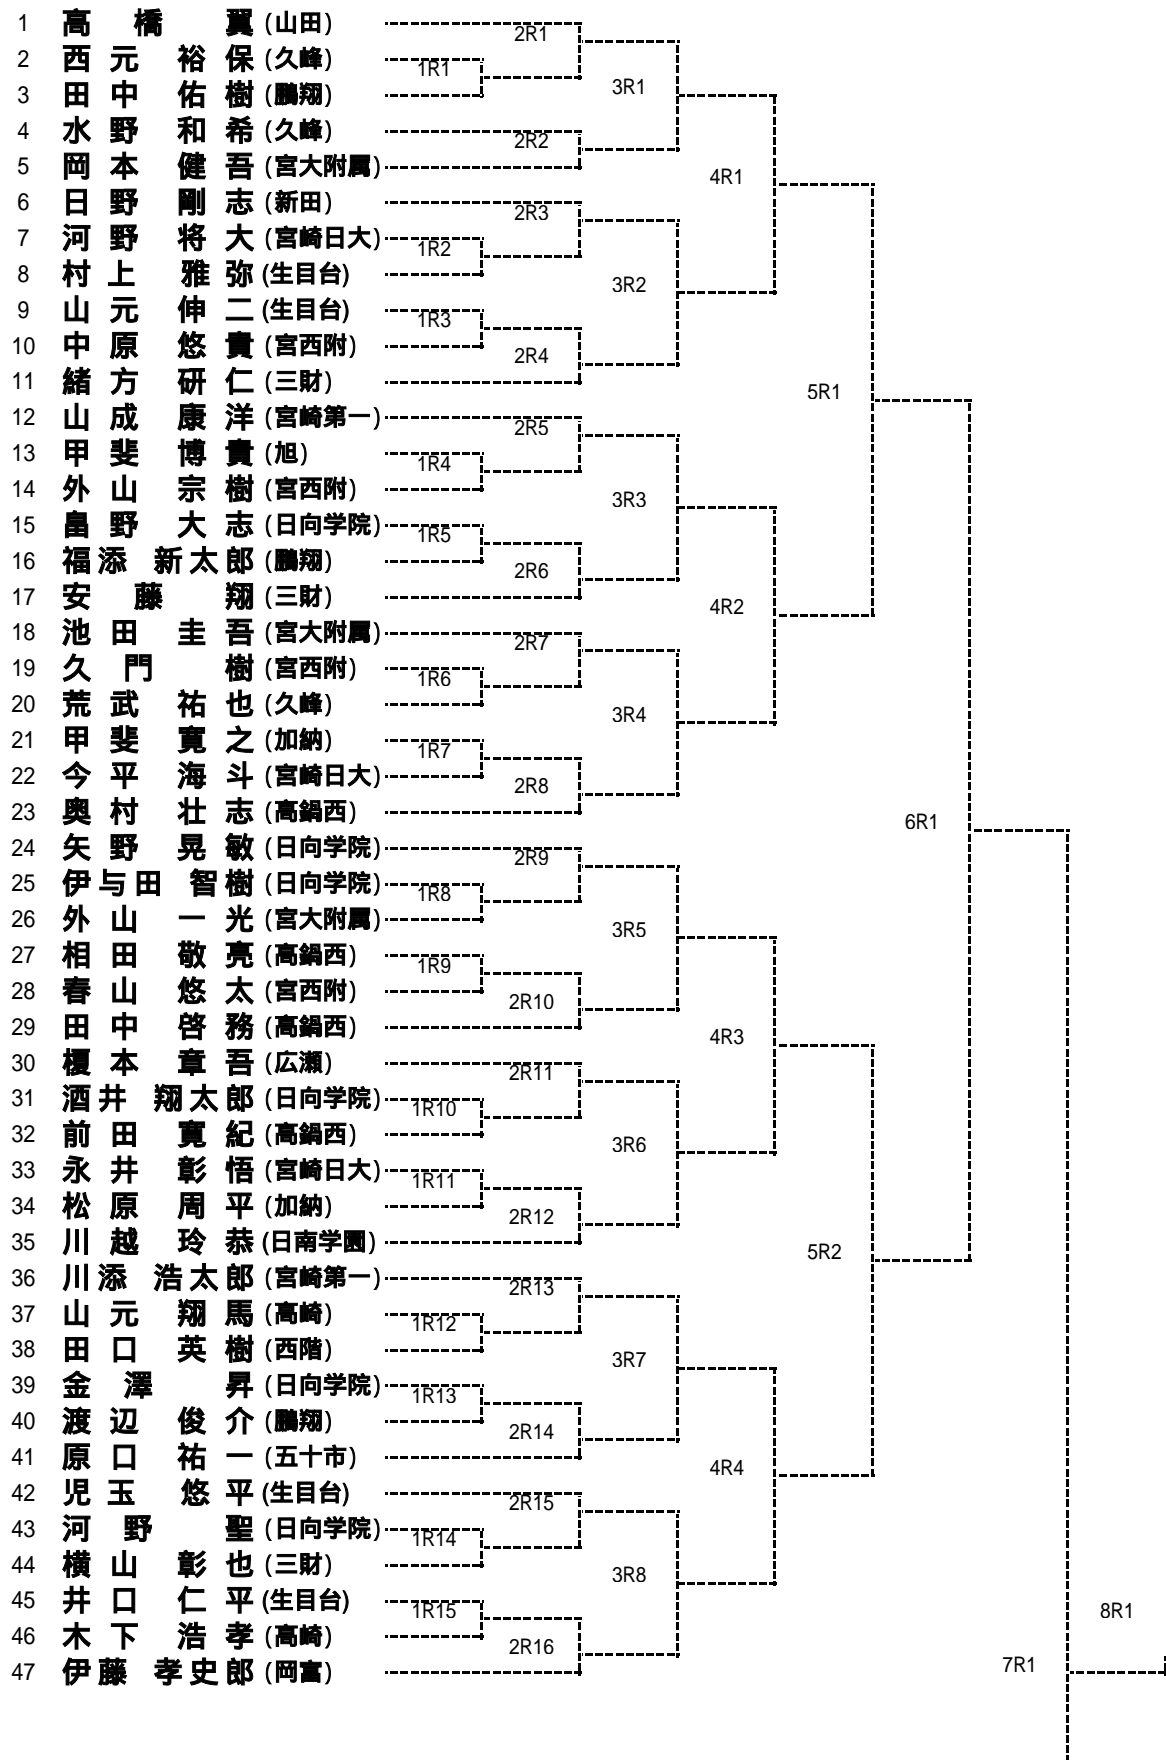 1 高橋 翼 (山田)
2 西元 裕保 (久峰)
3 田中 佑樹 (鵬翔)
4 水野 和希 (久峰)
5 岡本 健吾 (宮大附属)
6 日野 剛志 (新田)
7 河野 将大 (宮崎日大)
8 村上 雅弥 (生目台)
9 山元 伸二 (生目台)
10 中原 悠貴 (宮西附)
11 緒方 研仁 (三財)
12 山成 康洋 (宮崎第一)
13 甲斐 博貴 (旭)
14 外山 宗樹 (宮西附)
15 畠野 大志 (日向学院)
16 福添 新太郎 (鵬翔)
17 安藤 翔 (三財)
18 池田 圭吾 (宮大附属)
19 久門 樹 (宮西附)
20 荒武 祐也 (久峰)
21 甲斐 寛之 (加納)
22 今平 海斗 (宮崎日大)
23 奥村 壮志 (高鍋西)
24 矢野 晃敏 (日向学院)
25 伊与田 智樹 (日向学院)
26 外山 一光 (宮大附属)
27 相田 敬亮 (高鍋西)
28 春山 悠太 (宮西附)
29 田中 啓務 (高鍋西)
30 榎本 章吾 (広瀬)
31 酒井 翔太郎 (日向学院)
32 前田 寛紀 (高鍋西)
33 永井 彰悟 (宮崎日大)
34 松原 周平 (加納)
35 川越 玲恭 (日南学園)
36 川添 浩太郎 (宮崎第一)
37 山元 翔馬 (高崎)
38 田口 英樹 (西階)
39 金澤 昇 (日向学院)
40 渡辺 俊介 (鵬翔)
41 原口 祐一 (五十市)
42 児玉 悠平 (生目台)
43 河野 聖 (日向学院)
44 横山 彰也 (三財)
45 井口 仁平 (生目台)
46 木下 浩孝 (高崎)
47 伊藤 孝史郎 (岡富)
1R1
1R2
1R3
1R4
1R5
1R6
1R7
1R8
1R9
1R10
1R11
1R12
1R13
1R14
1R15
2R1
2R2
2R3
2R4
2R5
2R6
2R7
2R8
2R9
2R10
2R11
2R12
2R13
2R14
2R15
2R16
3R1
3R2
3R3
3R4
3R5
3R6
3R7
3R8
4R1
4R2
4R3
4R4
5R1
5R2
6R1
7R1
8R1